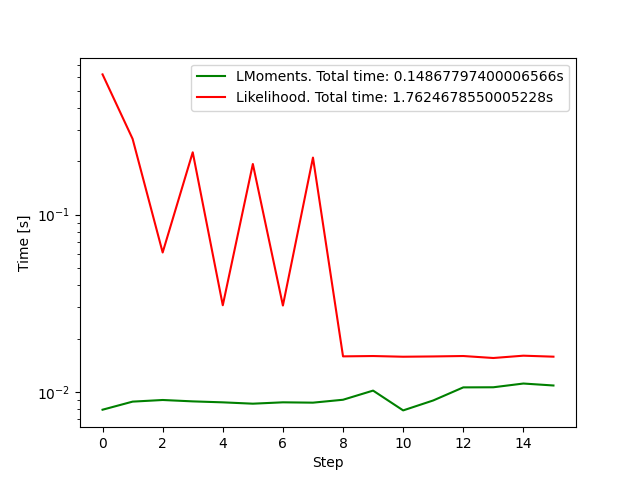 LMoments. Total time: 0.14867797400006566s
Likelihood. Total time: 1.7624678550005228s
Time [s]
10⁻¹
10⁻²
0 2 4 6 8 10 12 14
Step